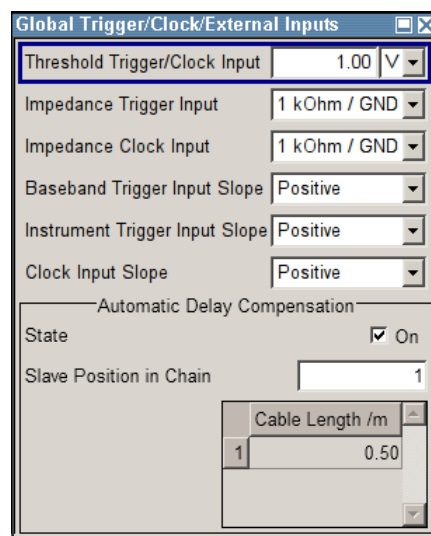 Global Trigger/Clock/External Inputs
Threshold Trigger/Clock Input 1.00 V
Impedance Trigger Input 1 kOhm / GND
Impedance Clock Input 1 kOhm / GND
Baseband Trigger Input Slope Positive
Instrument Trigger Input Slope Positive
Clock Input Slope Positive
Automatic Delay Compensation
State On
Slave Position in Chain 1
Cable Length /m
1 0.50